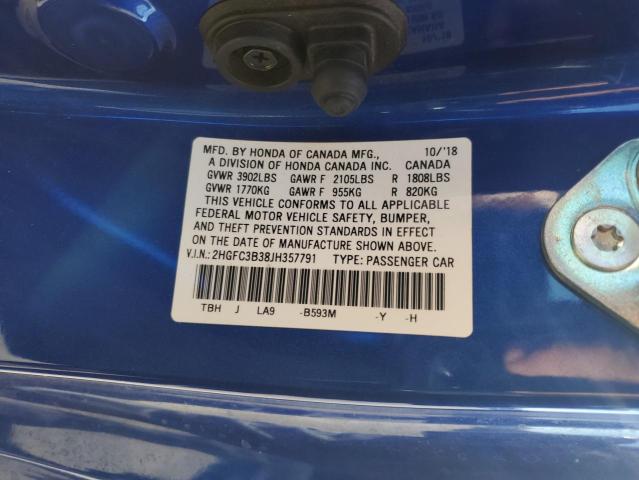 MFD. BY HONDA OF CANADA MFG., 10/'18
A DIVISION OF HONDA CANADA INC. CANADA
GVWR 3902LBS GAWR F 2105LBS R 1808LBS
GVWR 1770KG GAWR F 955KG R 820KG
THIS VEHICLE CONFORMS TO ALL APPLICABLE
FEDERAL MOTOR VEHICLE SAFETY, BUMPER,
AND THEFT PREVENTION STANDARDS IN EFFECT
ON THE DATE OF MANUFACTURE SHOWN ABOVE.
V.I.N.: 2HGFC3B38JH357791 TYPE: PASSENGER CAR
TBH J LA9 -B593M -Y -H